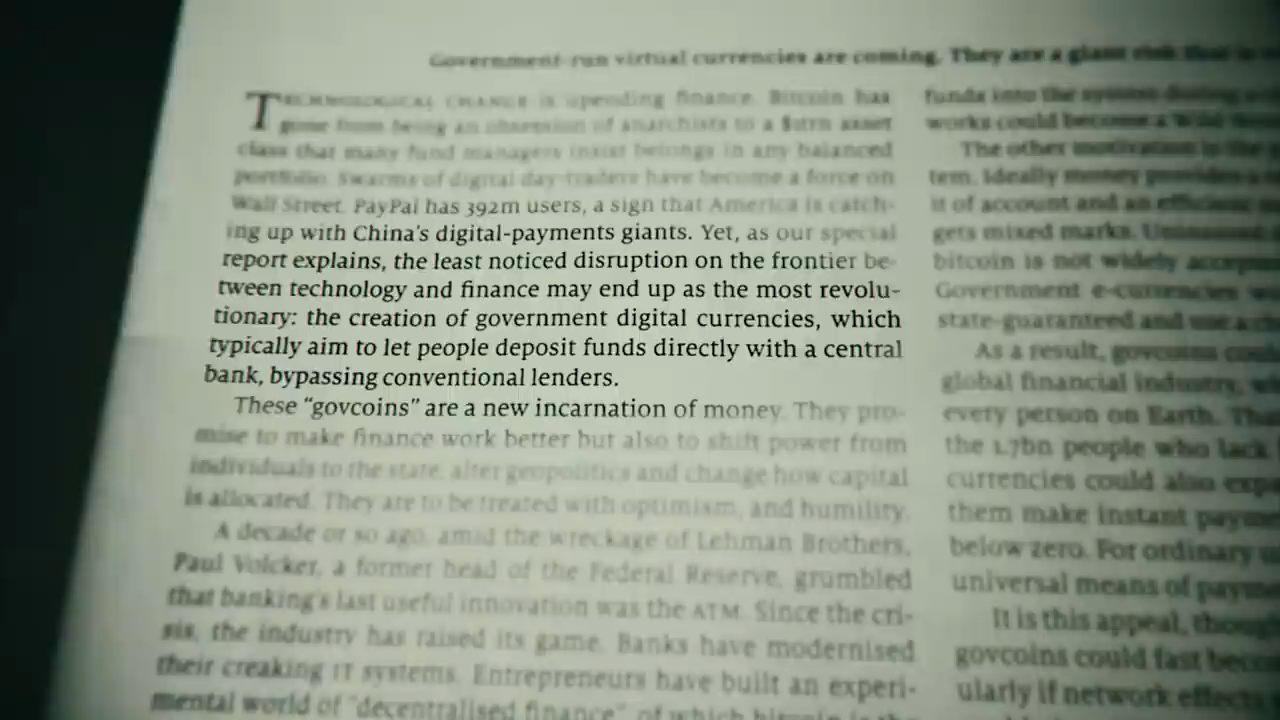 Government-run virtual currencies are coming. They are a giant risk that
TECHNOLOGICAL CHANGE is upending finance. Bitcoin has
gone from being an obsession of anarchists to a $1trn asset
class that many fund managers insist belongs in any balanced
portfolio. Swarms of digital day-traders have become a force on
Wall Street. PayPal has 392m users, a sign that America is catch-
ing up with China's digital-payments giants. Yet, as our special
report explains, the least noticed disruption on the frontier be-
tween technology and finance may end up as the most revolu-
tionary: the creation of government digital currencies, which
typically aim to let people deposit funds directly with a central
bank, bypassing conventional lenders.
These “govcoins” are a new incarnation of money. They pro-
mise to make finance work better but also to shift power from
individuals to the state, alter geopolitics and change how capital
is allocated. They are to be treated with optimism, and humility.
A decade or so ago, amid the wreckage of Lehman Brothers,
Paul Volcker, a former head of the Federal Reserve, grumbled
that banking's last useful innovation was the ATM. Since the cri-
sis, the industry has raised its game. Banks have modernised
their creaking IT systems. Entrepreneurs have built an experi-
mental world of “decentralised finance”, of which bitcoin is the
funds into the system during
works could become a Wild
The other motivation is the
tem. Ideally money provides a
it of account and an efficient
gets mixed marks.
bitcoin is not widely
Government e-currencies
state-guaranteed and use a
As a result, govcoins
global financial industry,
every person on Earth.
the 1.7bn people who lack
currencies could also
them make instant
below zero. For ordinary
universal means of
It is this appeal,
govcoins could fast
ularly if network effects